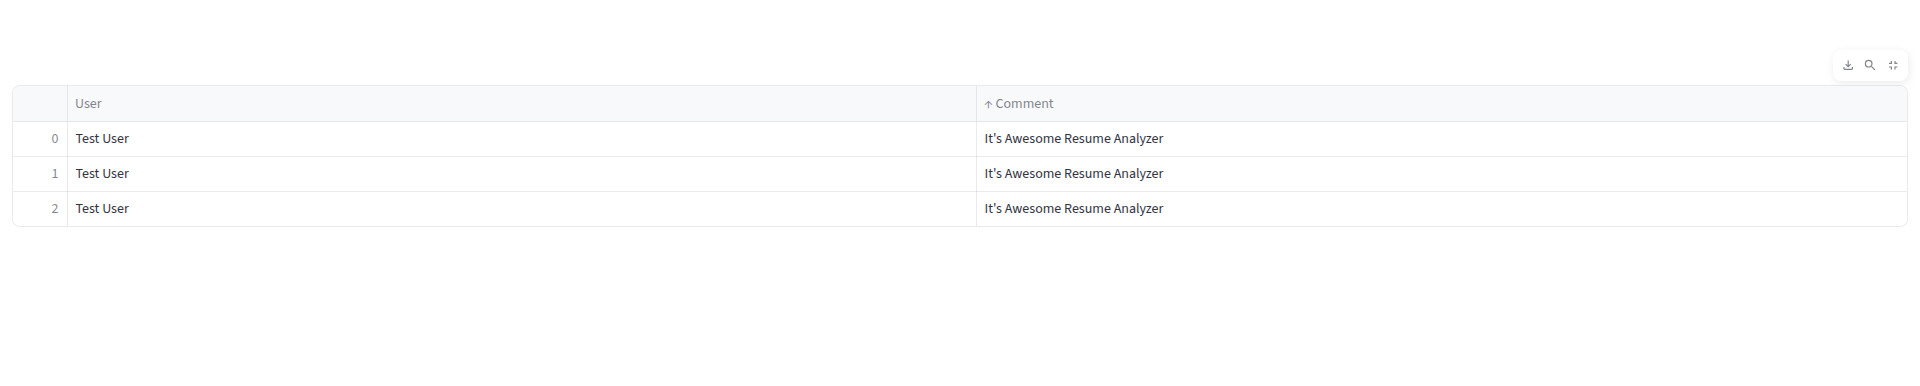 User ↑ Comment
0 Test User It's Awesome Resume Analyzer
1 Test User It's Awesome Resume Analyzer
2 Test User It's Awesome Resume Analyzer